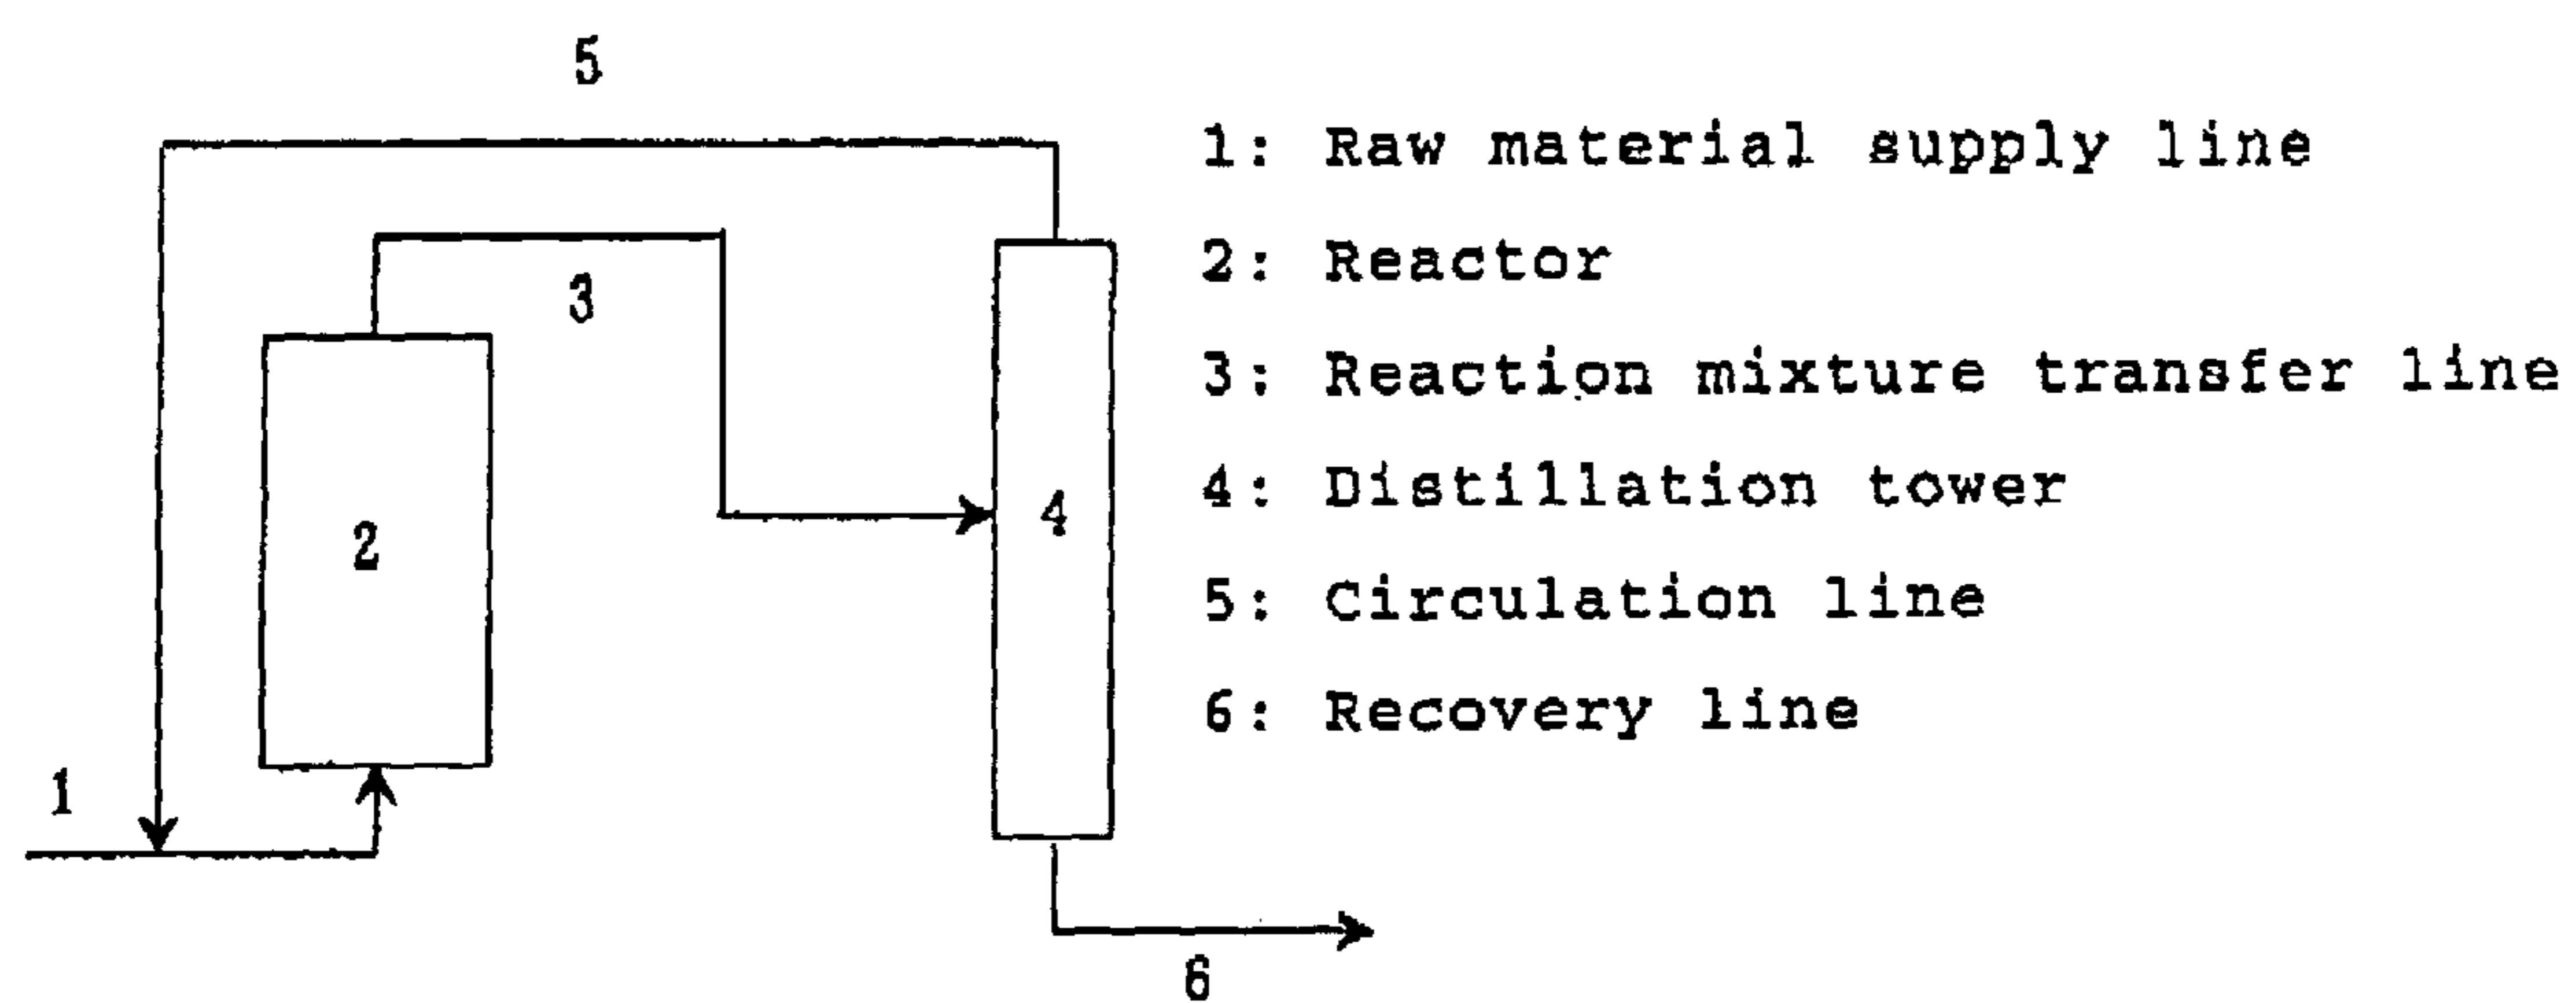 5
1: Raw material supply line
2: Reactor
3
3: Reaction mixture transfer line
4: Distillation tower
2
4
5: Circulation line
6: Recovery line
1
6